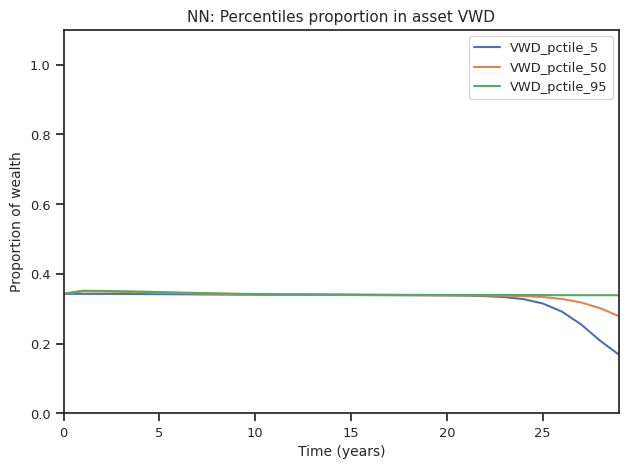 NN: Percentiles proportion in asset VWD
VWD_pctile_5
VWD_pctile_50
VWD_pctile_95
Proportion of wealth
1.0
0.8
0.6
0.4
0.2
0.0
0 5 10 15 20 25
Time (years)